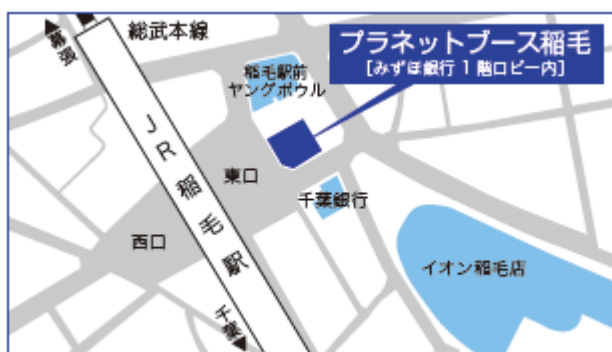 幕張
総武本線
プラネットブース稲毛
［みずほ銀行 1 階ロビー内］
稲毛駅前
ヤングボウル
JR稲毛駅
東口
千葉銀行
西口
イオン稲毛店
千葉